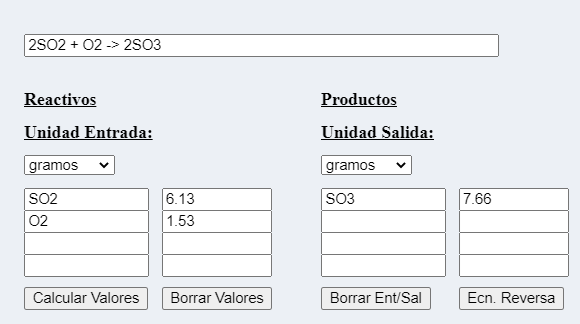 2SO2 + O2 -> 2SO3
Reactivos Productos
Unidad Entrada: Unidad Salida:
gramos gramos
SO2 6.13 SO3 7.66
O2 1.53
Calcular Valores Borrar Valores Borrar Ent/Sal Ecn. Reversa